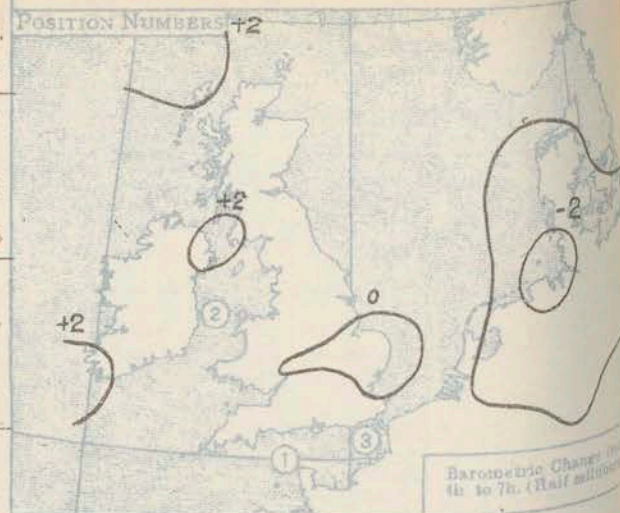 POSITION NUMBERS
+2
+2
-2
0
+2
2
3
1
Barometric Change
4h to 7h. (Half